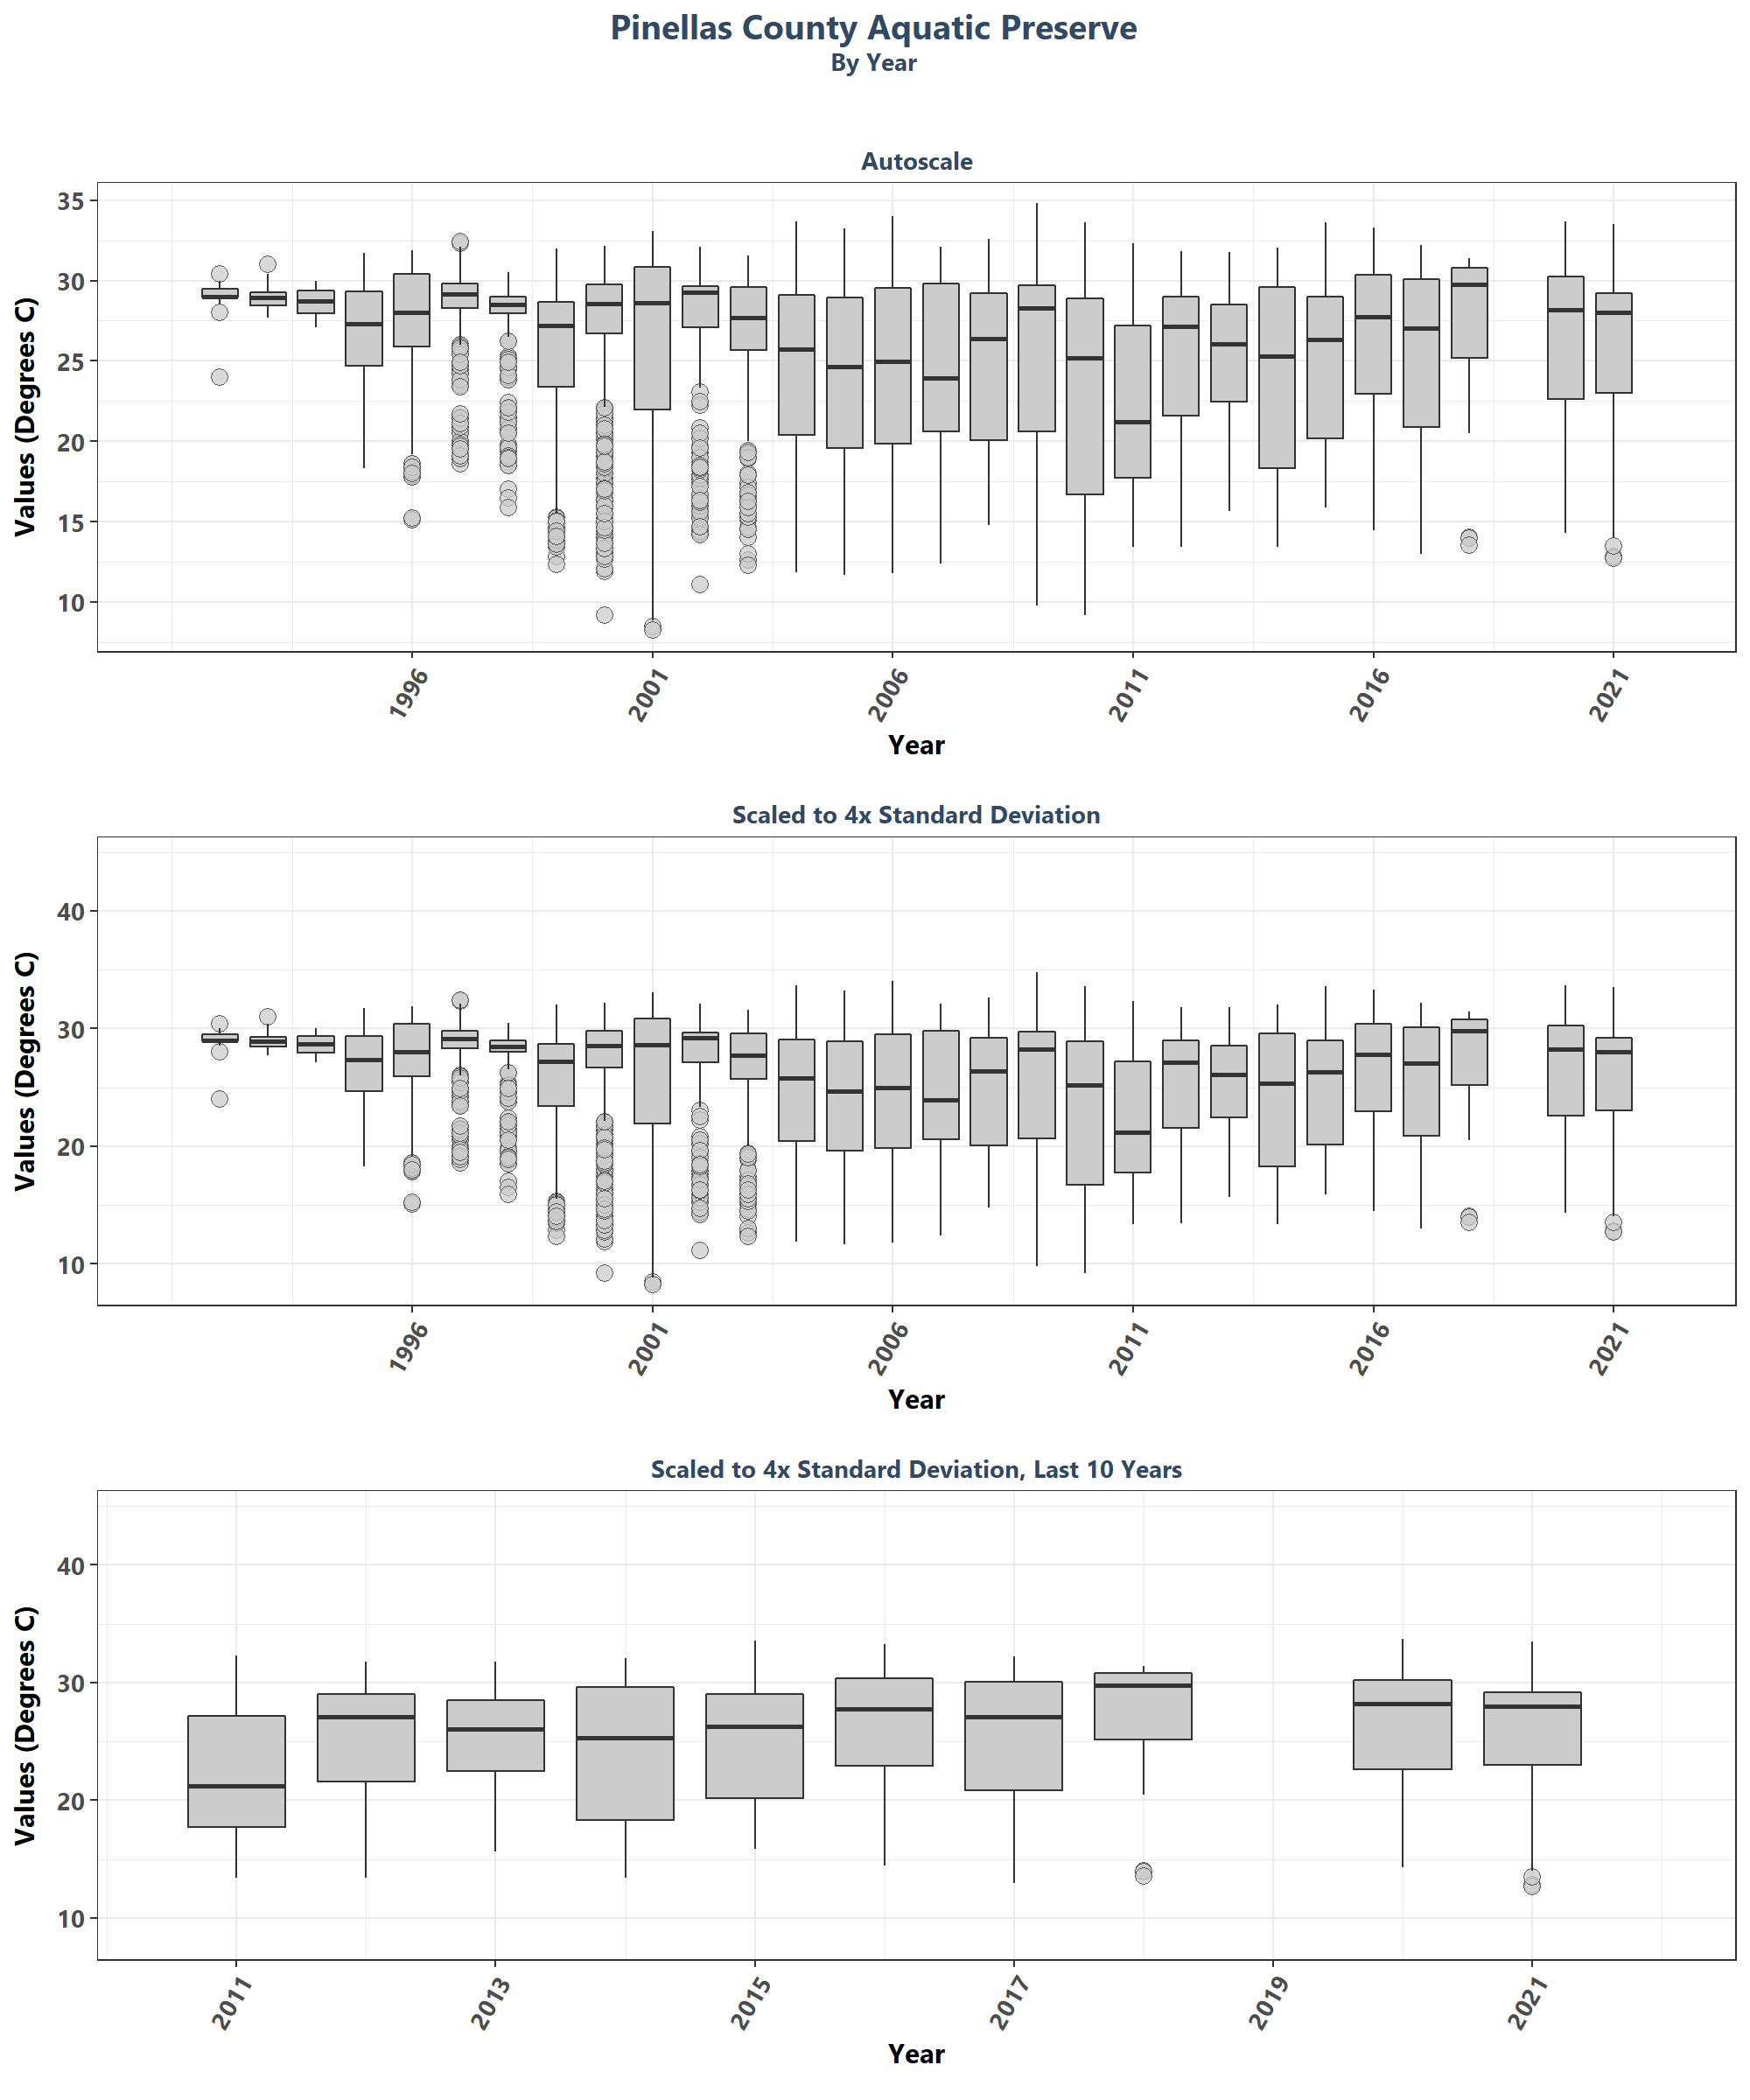 Pinellas County Aquatic Preserve
By Year
Autoscale
Values (Degrees C)
35
30
25
20
15
10
1996
2001
2006
2011
2016
2021
Year
Scaled to 4x Standard Deviation
Values (Degrees C)
40
30
20
10
1996
2001
2006
2011
2016
2021
Year
Scaled to 4x Standard Deviation, Last 10 Years
Values (Degrees C)
40
30
20
10
2011
2013
2015
2017
2019
2021
Year